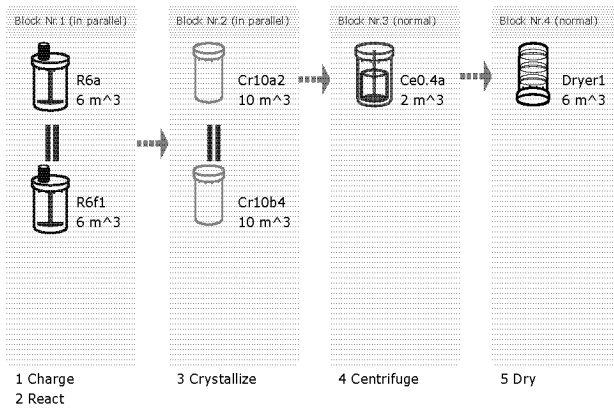 Block Nr.1 (in parallel)
Block Nr.2 (in parallel)
Block Nr.3 (normal)
Block Nr.4 (normal)
R6a
6 m^3
Cr10a2
10 m^3
Ce0.4a
2 m^3
Dryer1
6 m^3
R6f1
6 m^3
Cr10b4
10 m^3
1 Charge
2 React
3 Crystallize
4 Centrifuge
5 Dry